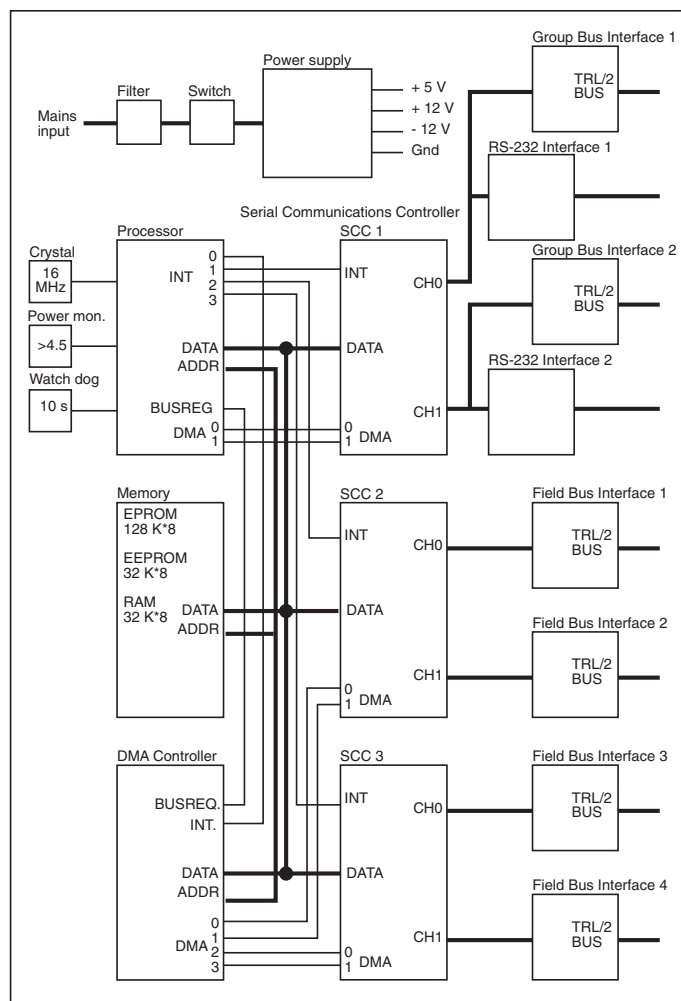 Group Bus Interface 1
Power supply
Filter
Switch
Mains
input
+ 5 V
+ 12 V
- 12 V
Gnd
TRL/2
BUS
RS-232 Interface 1
Serial Communications Controller
Processor
SCC 1
Group Bus Interface 2
Crystal
16
MHz
INT
0
1
2
3
INT
CH0
TRL/2
BUS
Power mon.
>4.5
DATA
ADDR
DATA
RS-232 Interface 2
Watch dog
10 s
BUSREG
DMA
0
1
0
1
DMA
CH1
Memory
SCC 2
Field Bus Interface 1
EPROM
128 K*8
EEPROM
32 K*8
RAM
32 K*8
DATA
ADDR
INT
CH0
TRL/2
BUS
DATA
Field Bus Interface 2
0
1
DMA
CH1
TRL/2
BUS
DMA Controller
SCC 3
Field Bus Interface 3
BUSREQ.
INT.
INT
CH0
TRL/2
BUS
DATA
ADDR
DATA
Field Bus Interface 4
DMA
0
1
2
3
0
1
DMA
CH1
TRL/2
BUS